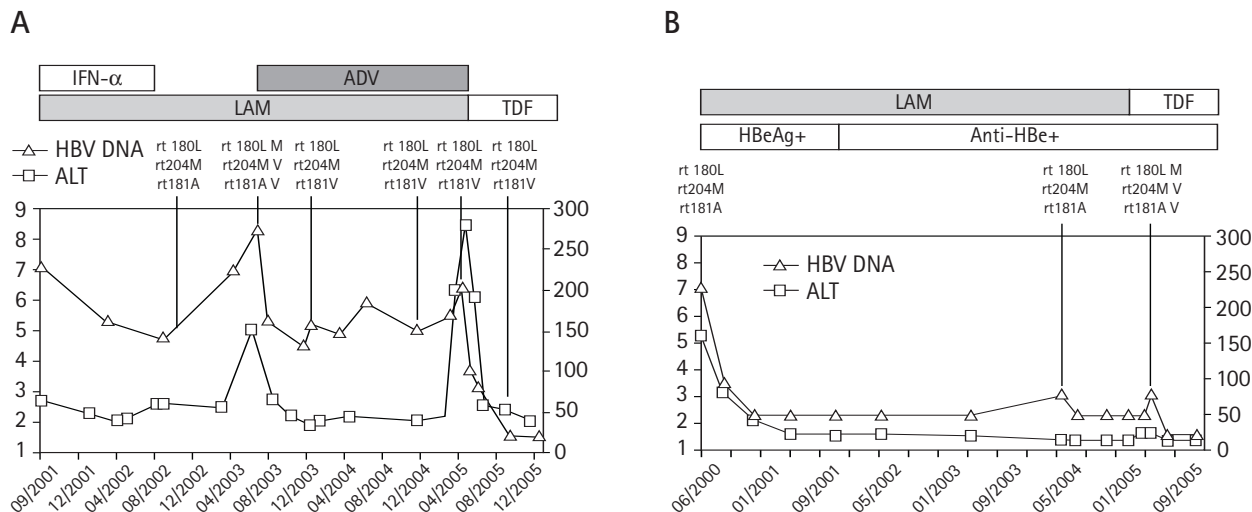 A
IFN-α
ADV
LAM
TDF
HBV DNA
ALT
rt 180L
rt204M
rt181A
rt 180L M
rt204M V
rt181A V
rt 180L
rt204M
rt181V
rt 180L
rt204M
rt181V
rt 180L
rt204M
rt181V
rt 180L
rt204M
rt181V
9
8
7
6
5
4
3
2
1
300
250
200
150
100
50
0
09/2001
12/2001
04/2002
08/2002
12/2002
04/2003
08/2003
12/2003
04/2004
08/2004
12/2004
04/2005
08/2005
12/2005
B
LAM
TDF
HBeAg+
Anti-HBe+
rt 180L
rt204M
rt181A
rt 180L
rt204M
rt181A
rt 180L M
rt204M V
rt181A V
HBV DNA
ALT
9
8
7
6
5
4
3
2
1
300
250
200
150
100
50
0
06/2000
01/2001
09/2001
05/2002
01/2003
09/2003
05/2004
01/2005
09/2005